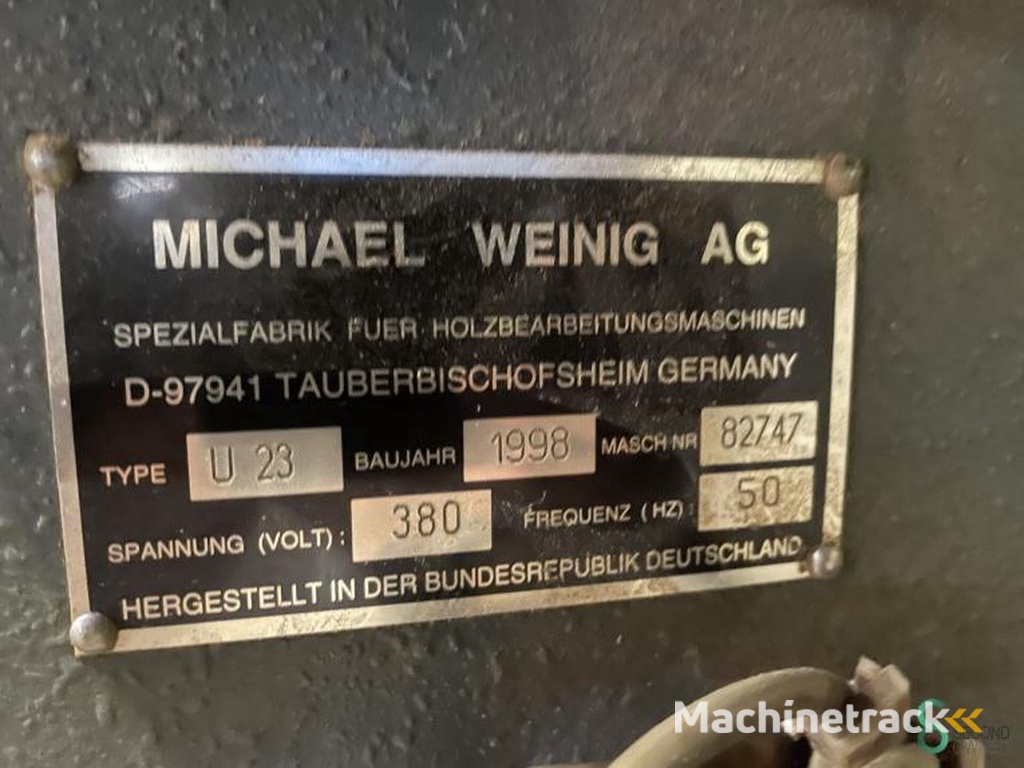 MICHAEL WEINIG AG
SPEZIALFABRIK FUER HOLZBEARBEITUNGSMASCHINEN
D-97941 TAUBERBISCHOFSHEIM GERMANY
TYPE U 23 BAUJAHR 1998 MASCH NR 82747
SPANNUNG (VOLT): 380 FREQUENZ (HZ): 50
HERGESTELLT IN DER BUNDESREPUBLIK DEUTSCHLAND
Machinetrack
SECOND